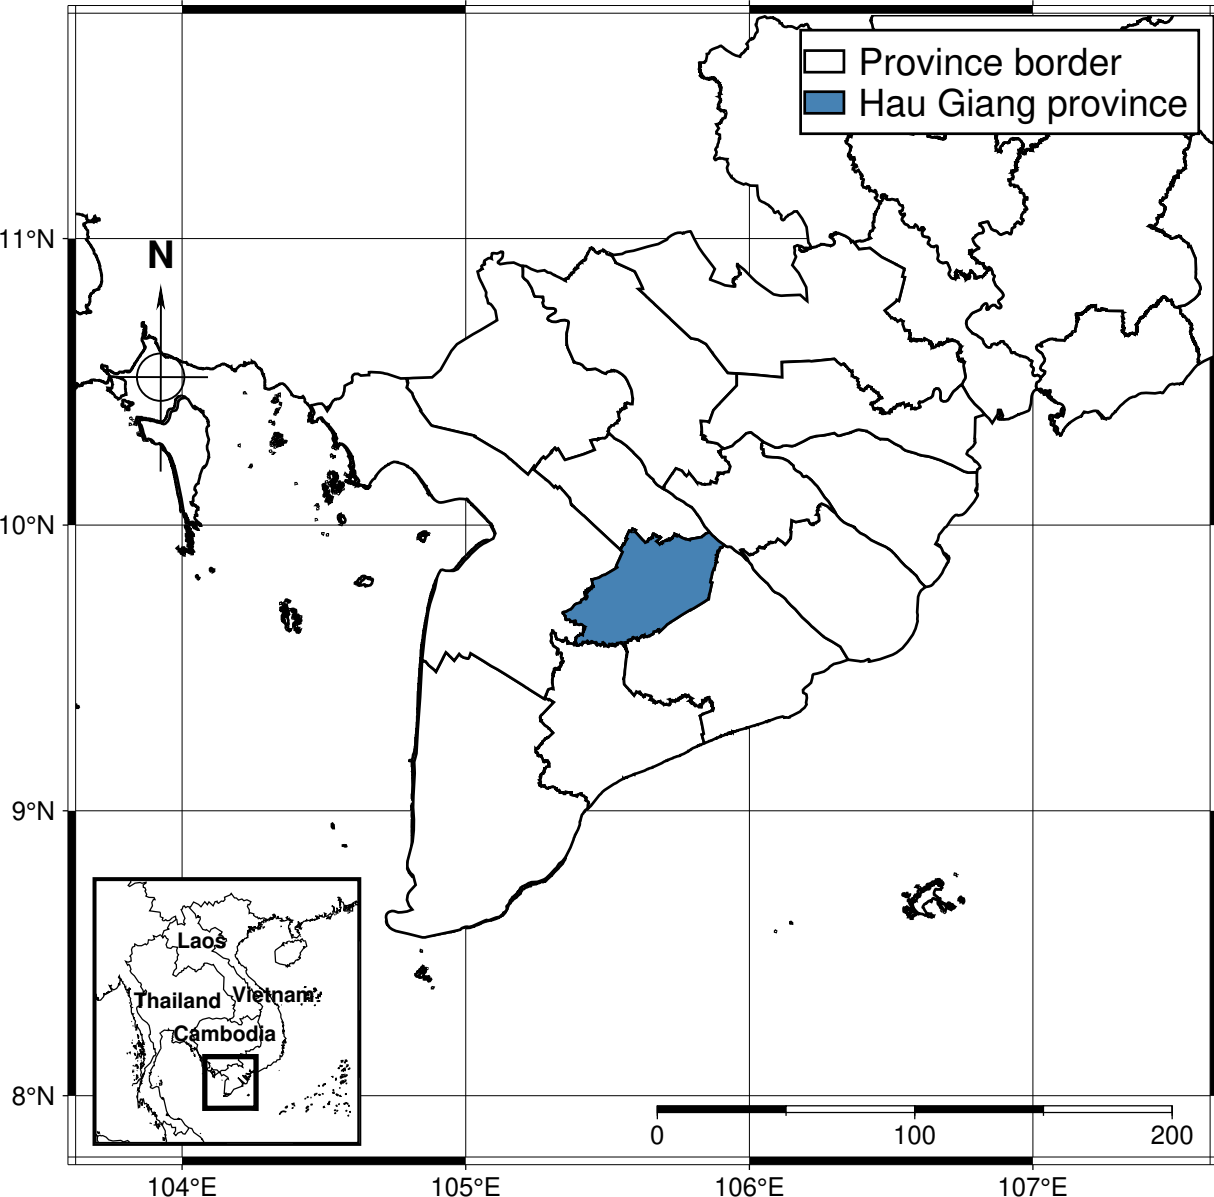 Province border
Hau Giang province
11°N
N
10°N
9°N
Laos
Thailand
Vietnam
Cambodia
8°N
0 100 200
104°E 105°E 106°E 107°E